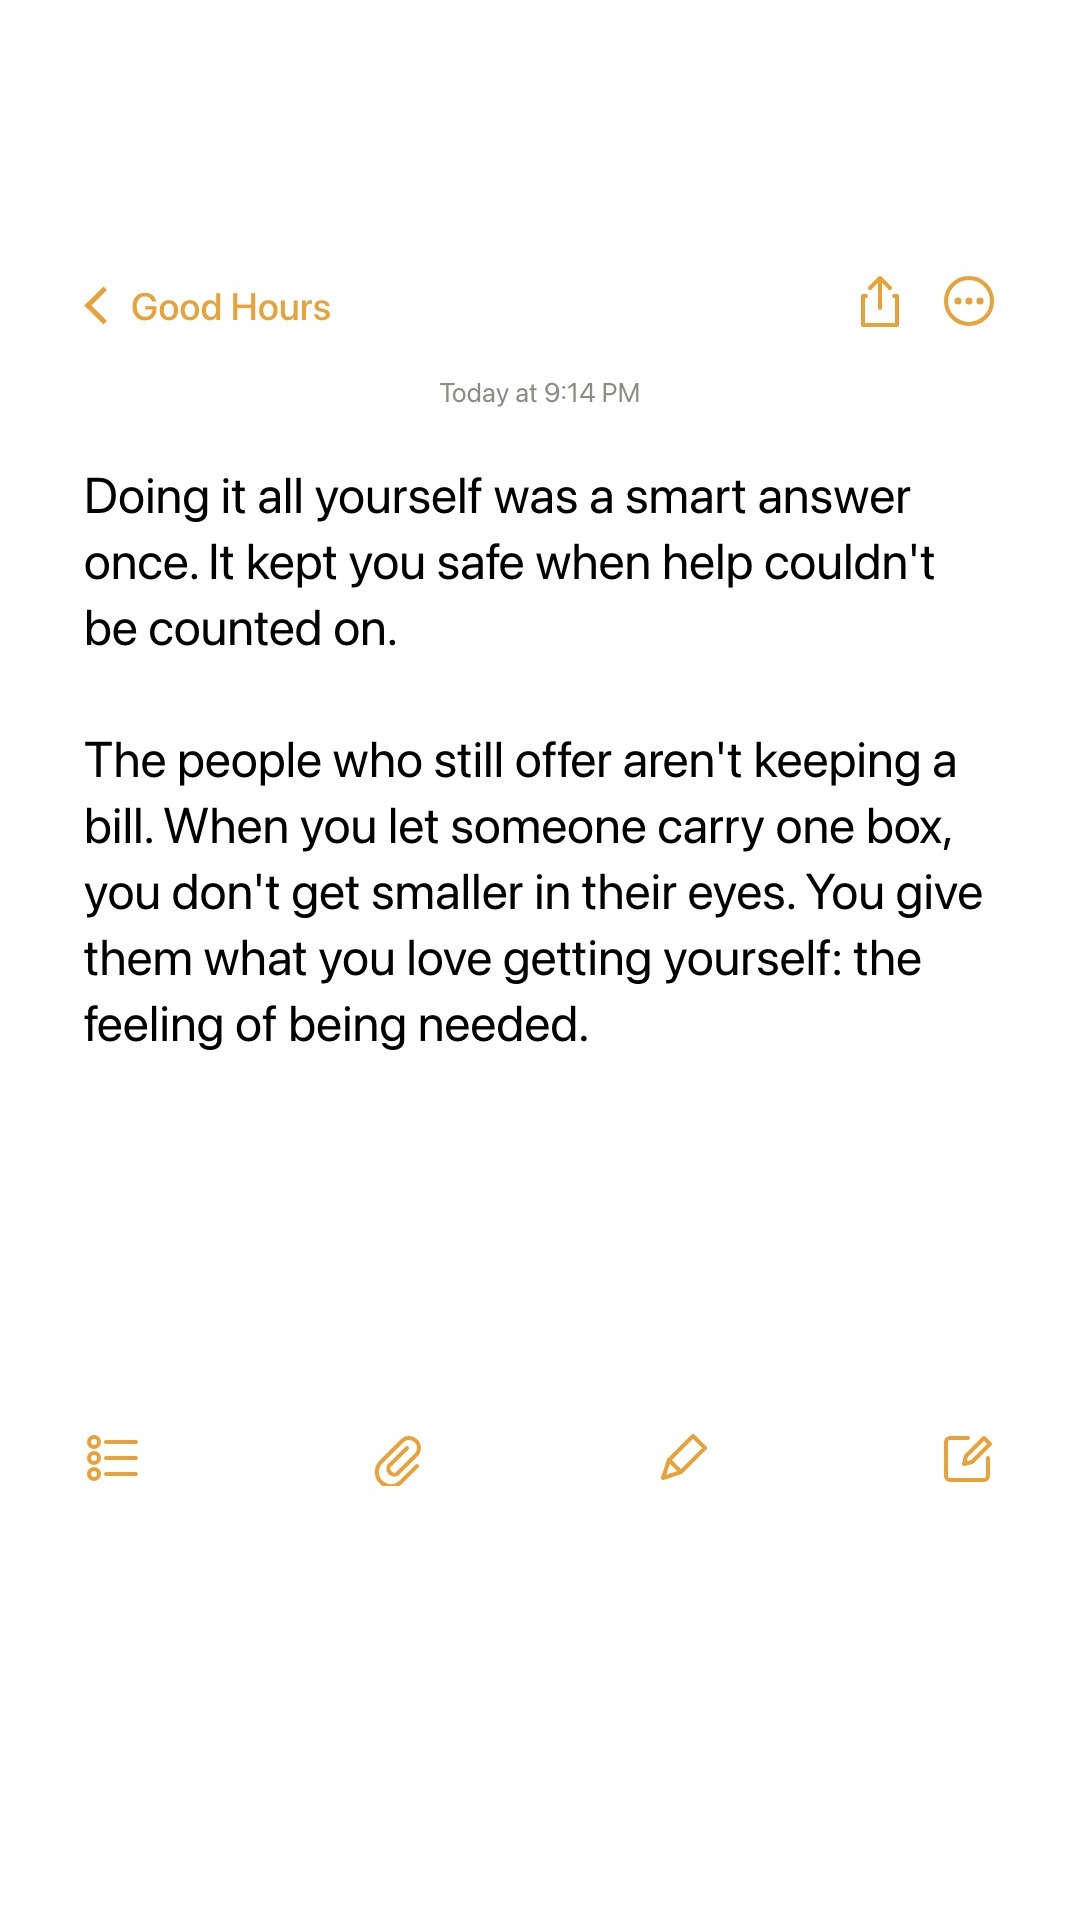 Good Hours
Today at 9:14 PM
Doing it all yourself was a smart answer
once. It kept you safe when help couldn't
be counted on.
The people who still offer aren't keeping a
bill. When you let someone carry one box,
you don't get smaller in their eyes. You give
them what you love getting yourself: the
feeling of being needed.